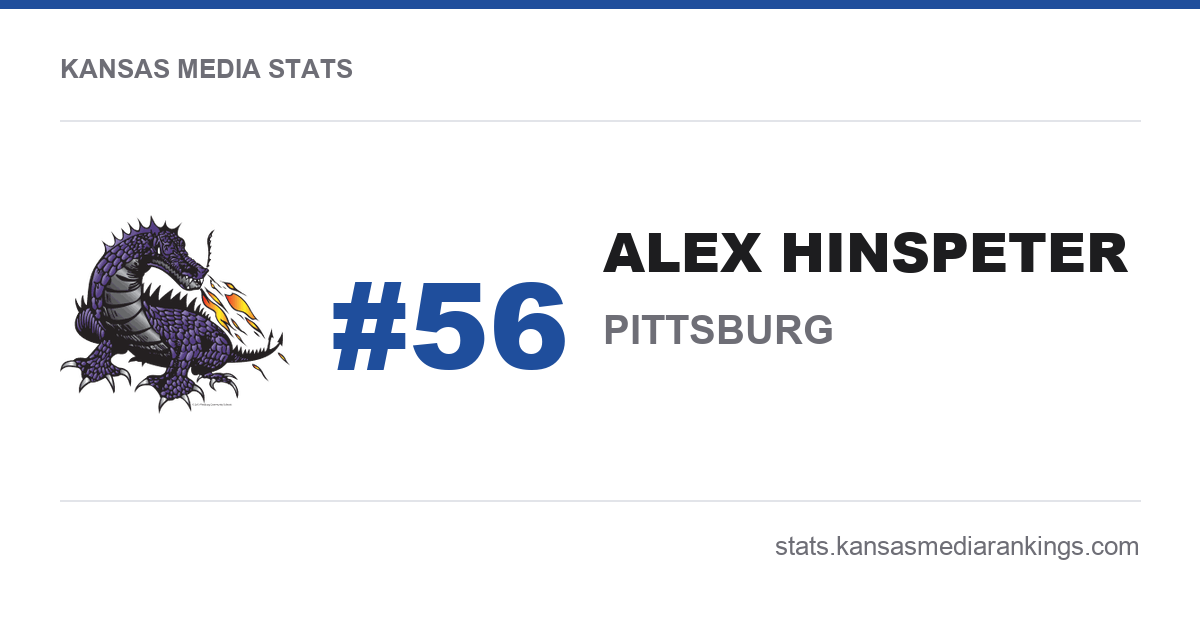 KANSAS MEDIA STATS
#56
ALEX HINSPETER
PITTSBURG
stats.kansasmediarankings.com